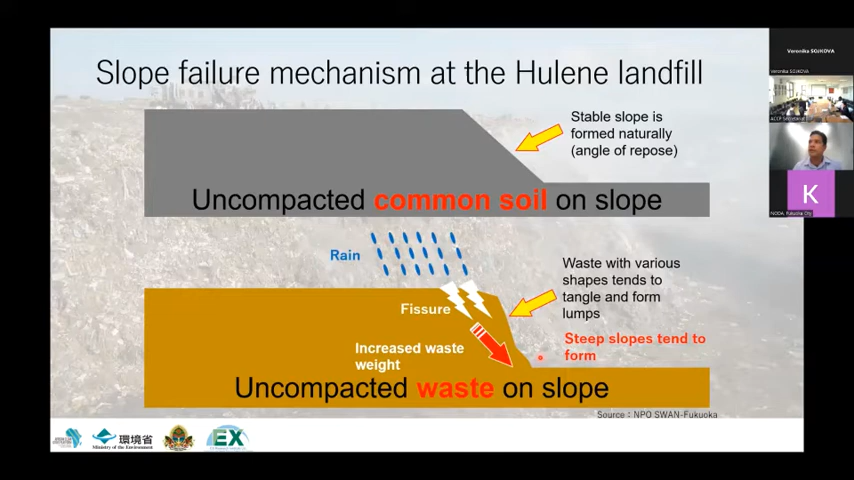 Slope failure mechanism at the Hulene landfill
Stable slope is
formed naturally
(angle of repose)
Uncompacted common soil on slope
Rain
Waste with various
shapes tends to
tangle and form
lumps
Fissure
Steep slopes tend to
form
Increased waste
weight
Uncompacted waste on slope
Source : NPO SWAN-Fukuoka
環境省
Ministry of the Environment
EX
Veronika SOJKOVA
Veronika SOJKOVA
ACCP Secretariat
K
NODA, Fukuoka City